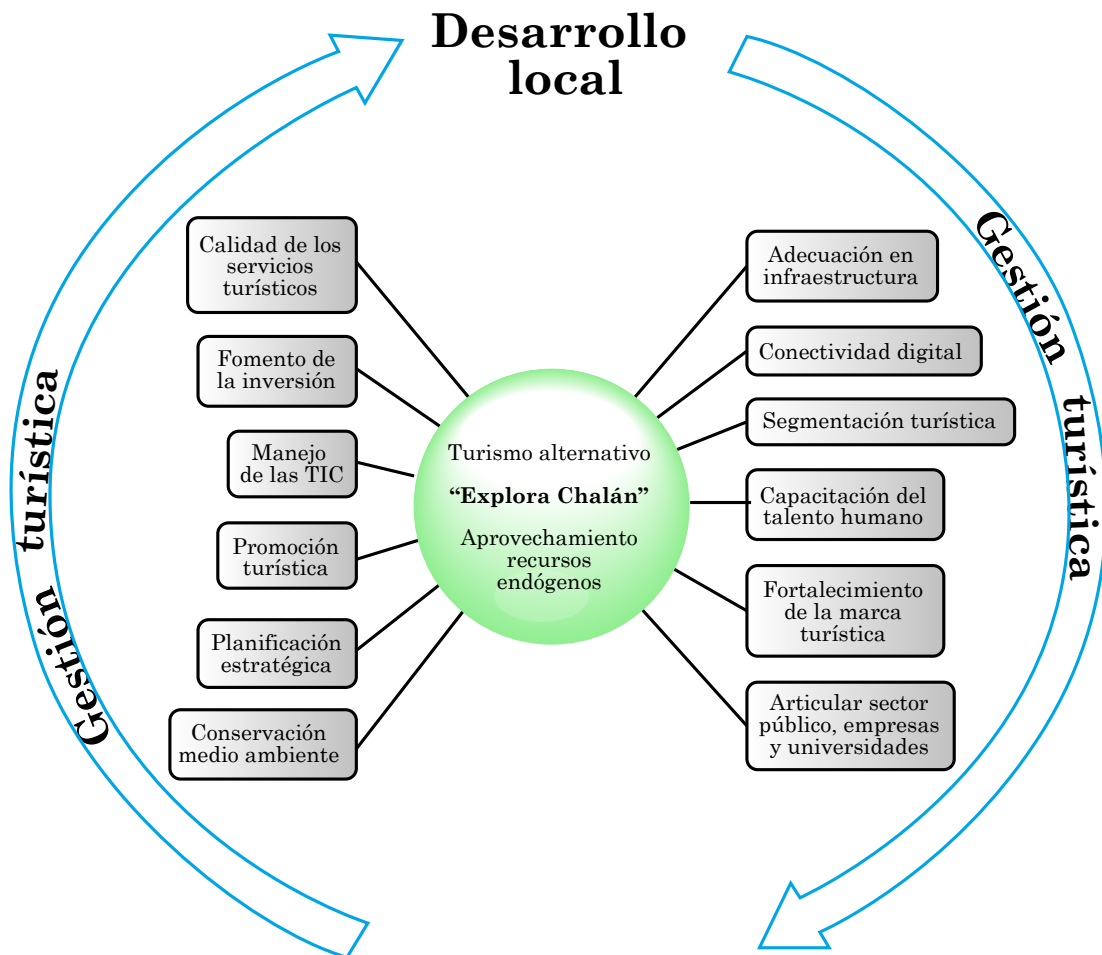 Desarrollo
local
Gestión turística
Calidad de los
servicios
turísticos
Fomento de
la inversión
Manejo
de las TIC
Promoción
turística
Planificación
estratégica
Conservación
medio ambiente
Turismo alternativo
“Explora Chalán”
Aprovechamiento
recursos
endógenos
Adecuación en
infraestructura
Conectividad digital
Segmentación turística
Capacitación del
talento humano
Fortalecimiento
de la marca
turística
Articular sector
público, empresas
y universidades
Gestión turística